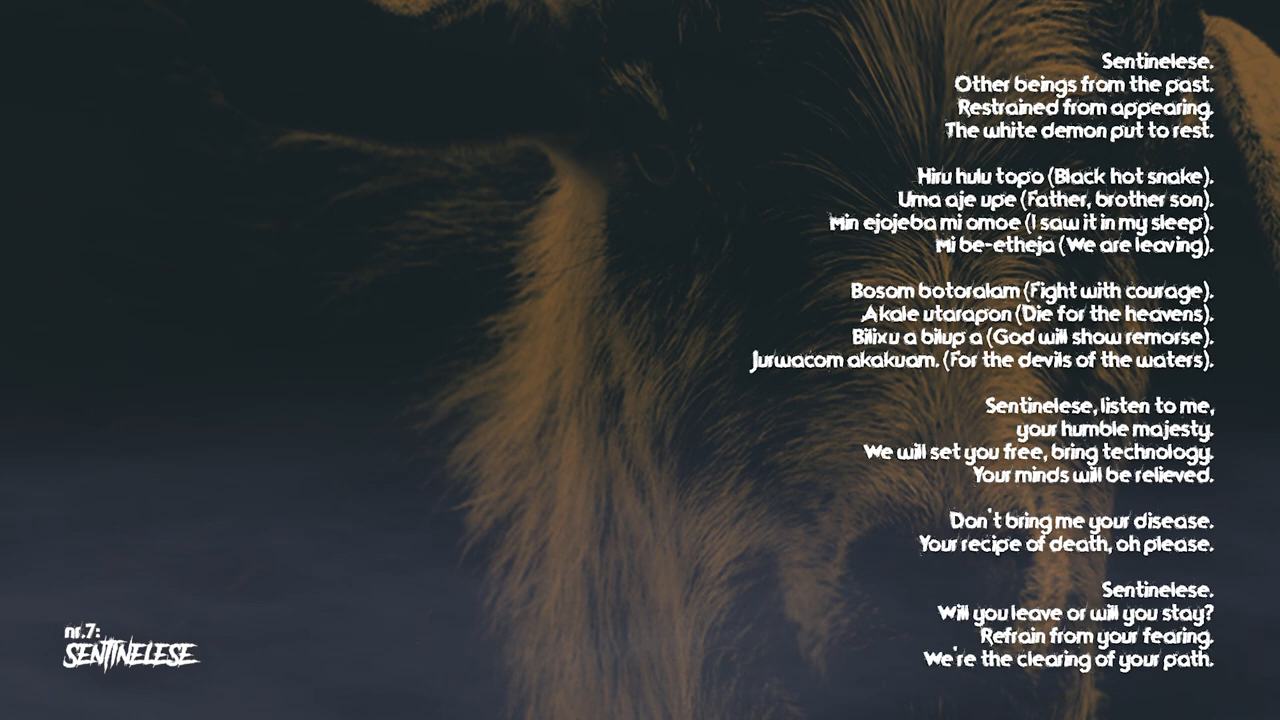 Sentinelese.
Other beings from the past.
Restrained from appearing.
The white demon put to rest.
Hiru hulu topo (Black hot snake).
Uma aje upe (Father, brother son).
Min ejojeba mi omoe (I saw it in my sleep).
Mi be-etheja (We are leaving).
Bosom botoralam (Fight with courage).
Akale utarapon (Die for the heavens).
Bilixu a bilup a (God will show remorse).
Jurwacom akakuam. (For the devils of the waters).
Sentinelese, listen to me,
your humble majesty.
We will set you free, bring technology.
Your minds will be relieved.
Don't bring me your disease.
Your recipe of death, oh please.
Sentinelese.
Will you leave or will you stay?
Refrain from your fearing.
We're the clearing of your path.
nr.7:
SENTINELESE